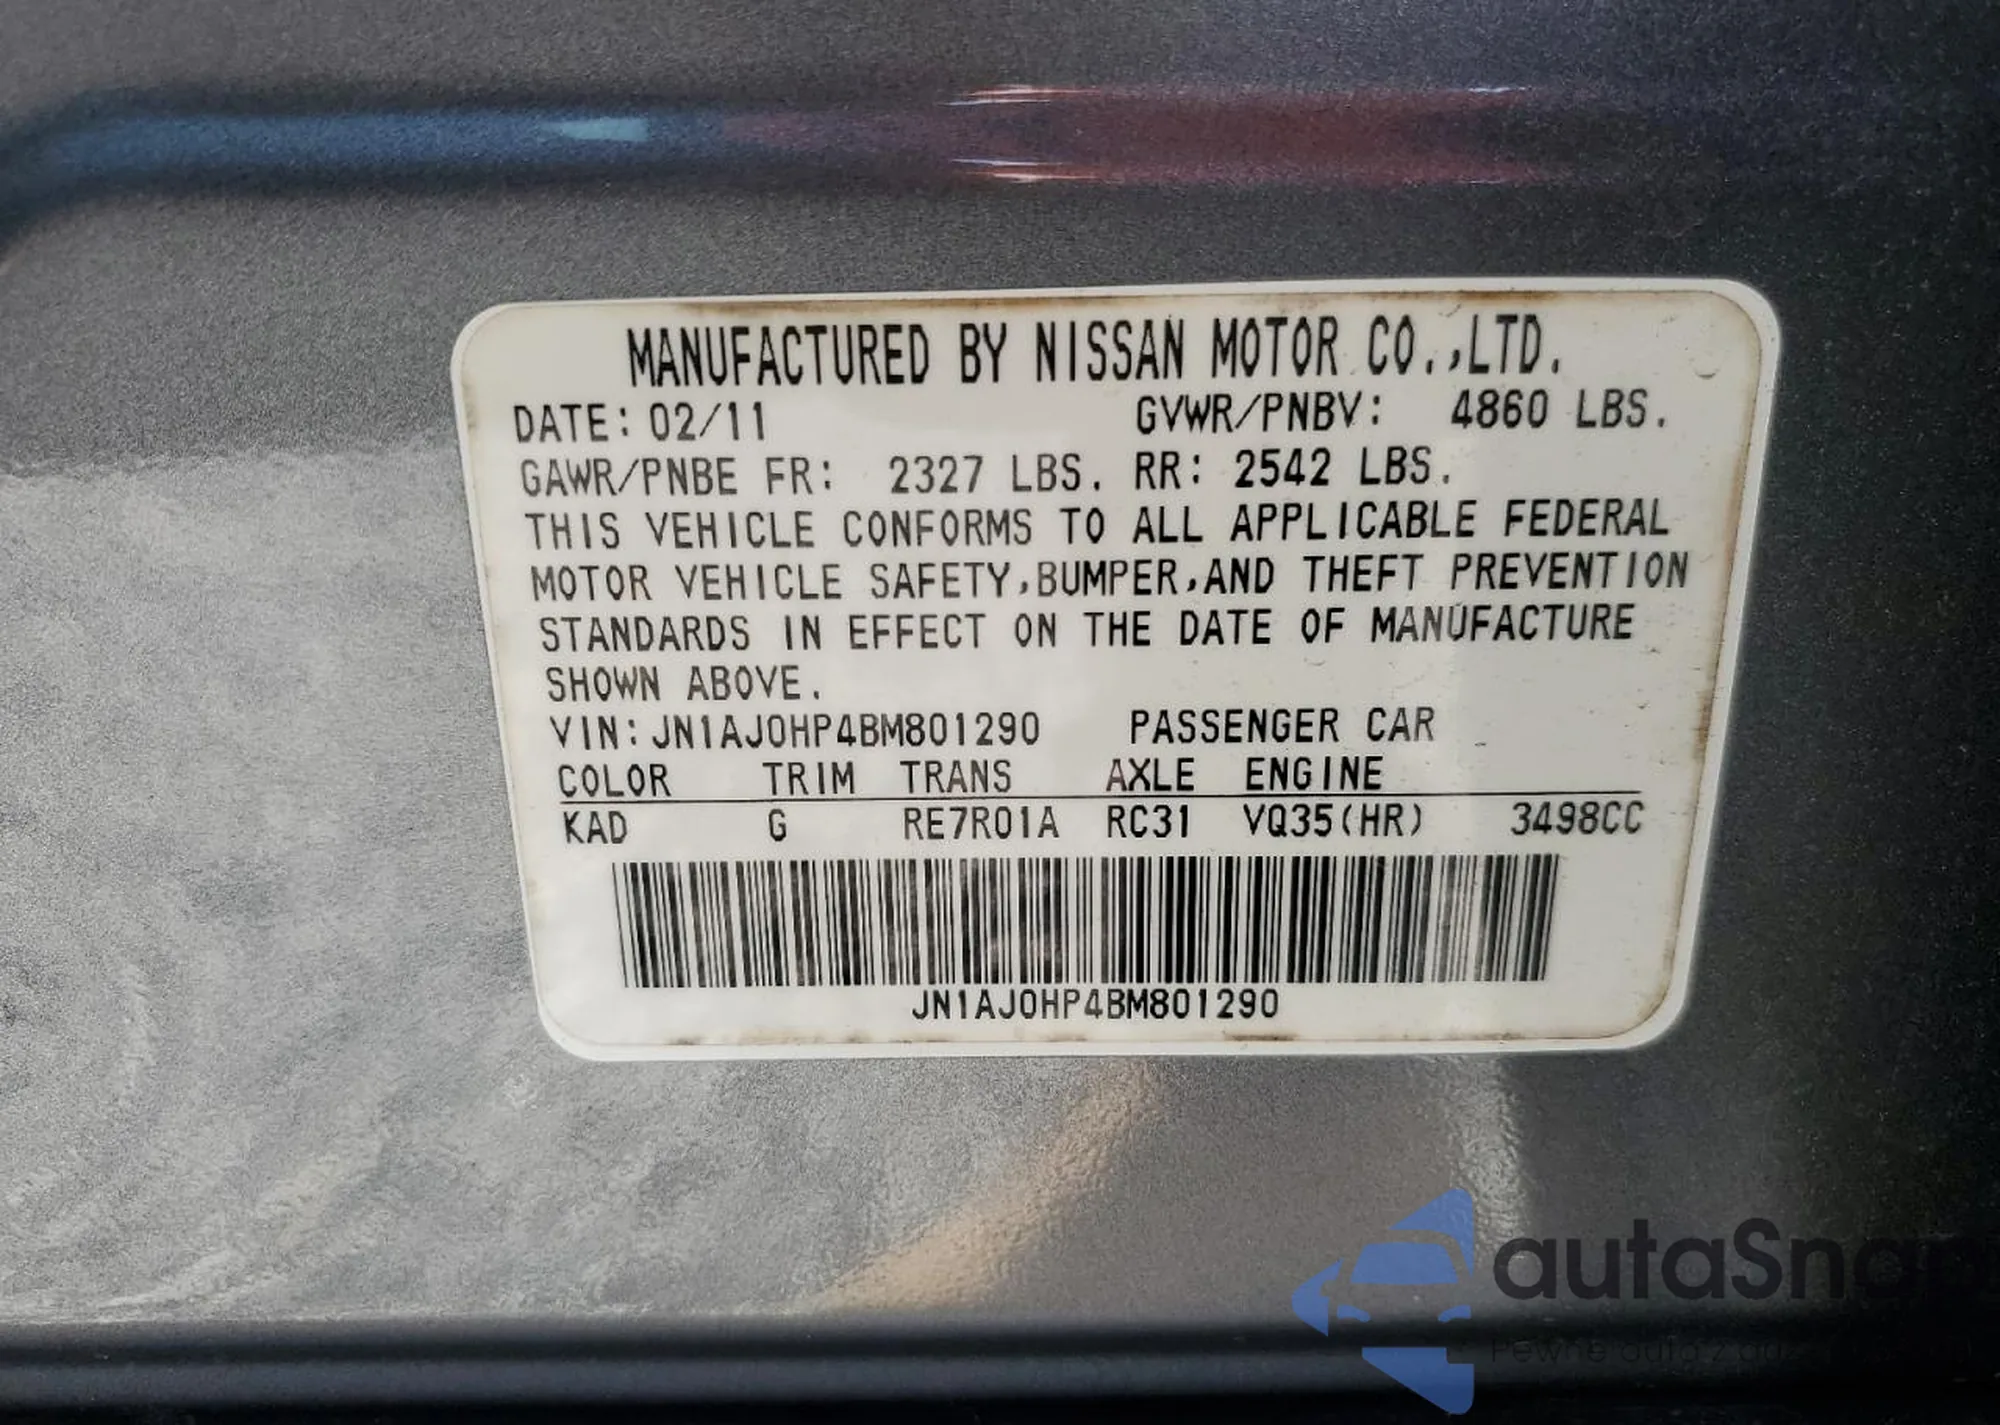 MANUFACTURED BY NISSAN MOTOR CO.,LTD.
DATE: 02/11 GVWR/PNBV: 4860 LBS.
GAWR/PNBE FR: 2327 LBS. RR: 2542 LBS.
THIS VEHICLE CONFORMS TO ALL APPLICABLE FEDERAL
MOTOR VEHICLE SAFETY,BUMPER,AND THEFT PREVENTION
STANDARDS IN EFFECT ON THE DATE OF MANUFACTURE
SHOWN ABOVE.
VIN: JN1AJ0HP4BM801290 PASSENGER CAR
COLOR TRIM TRANS AXLE ENGINE
KAD G RE7R01A RC31 VQ35(HR) 3498CC
JN1AJ0HP4BM801290
autaSnap
Pewne auta z